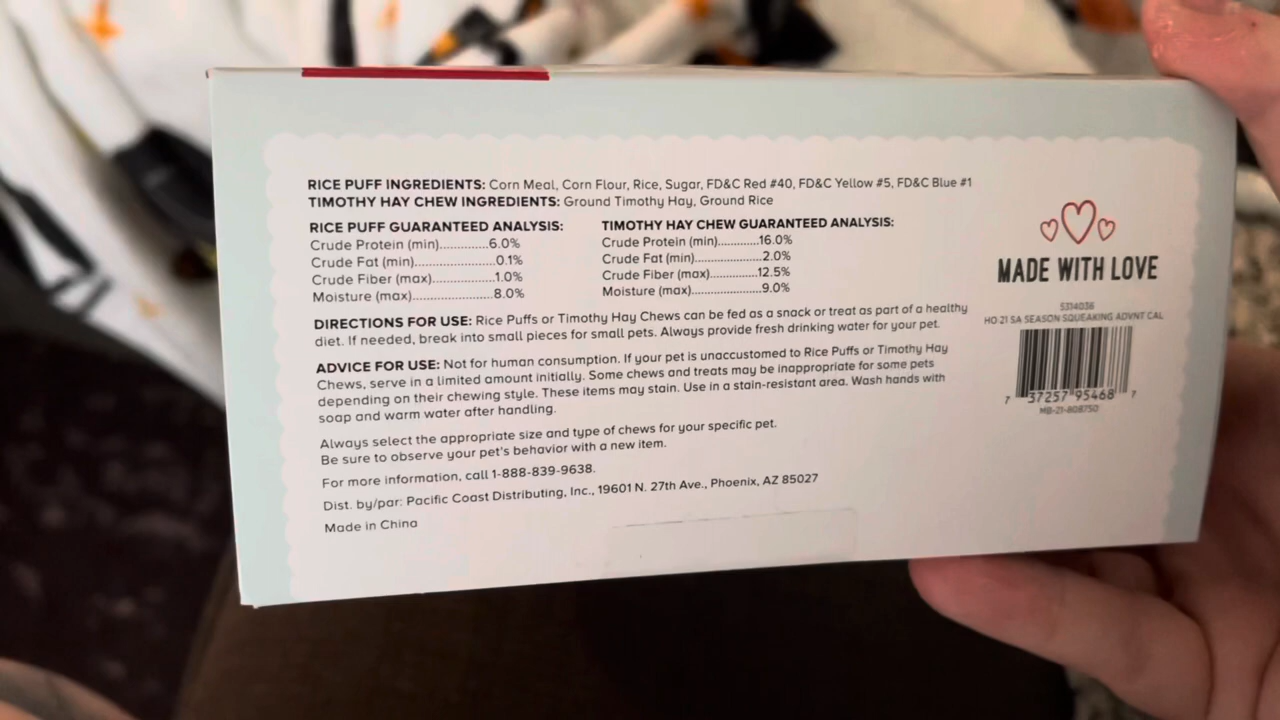 RICE PUFF INGREDIENTS: Corn Meal, Corn Flour, Rice, Sugar, FD&C Red #40, FD&C Yellow #5, FD&C Blue #1
TIMOTHY HAY CHEW INGREDIENTS: Ground Timothy Hay, Ground Rice
RICE PUFF GUARANTEED ANALYSIS:
Crude Protein (min)..............6.0%
Crude Fat (min)......................0.1%
Crude Fiber (max)...................1.0%
Moisture (max).......................8.0%
TIMOTHY HAY CHEW GUARANTEED ANALYSIS:
Crude Protein (min)............16.0%
Crude Fat (min)....................2.0%
Crude Fiber (max)..............12.5%
Moisture (max).....................9.0%
DIRECTIONS FOR USE: Rice Puffs or Timothy Hay Chews can be fed as a snack or treat as part of a healthy
diet. If needed, break into small pieces for small pets. Always provide fresh drinking water for your pet.
ADVICE FOR USE: Not for human consumption. If your pet is unaccustomed to Rice Puffs or Timothy Hay
Chews, serve in a limited amount initially. Some chews and treats may be inappropriate for some pets
depending on their chewing style. These items may stain. Use in a stain-resistant area. Wash hands with
soap and warm water after handling.
Always select the appropriate size and type of chews for your specific pet.
Be sure to observe your pet's behavior with a new item.
For more information, call 1-888-839-9638.
Dist. by/par: Pacific Coast Distributing, Inc., 19601 N. 27th Ave., Phoenix, AZ 85027
Made in China
MADE WITH LOVE
5314036
HO-21 SA SEASON SQUEAKING ADVNT CAL
7 37257 95468 7
MB-21-808750